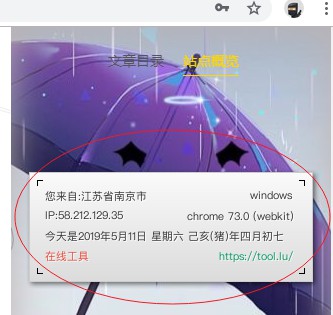 文章目录 站点概览
您来自:江苏省南京市 windows
IP:58.212.129.35 chrome 73.0 (webkit)
今天是2019年5月11日 星期六 己亥(猪)年四月初七
在线工具 https://tool.lu/